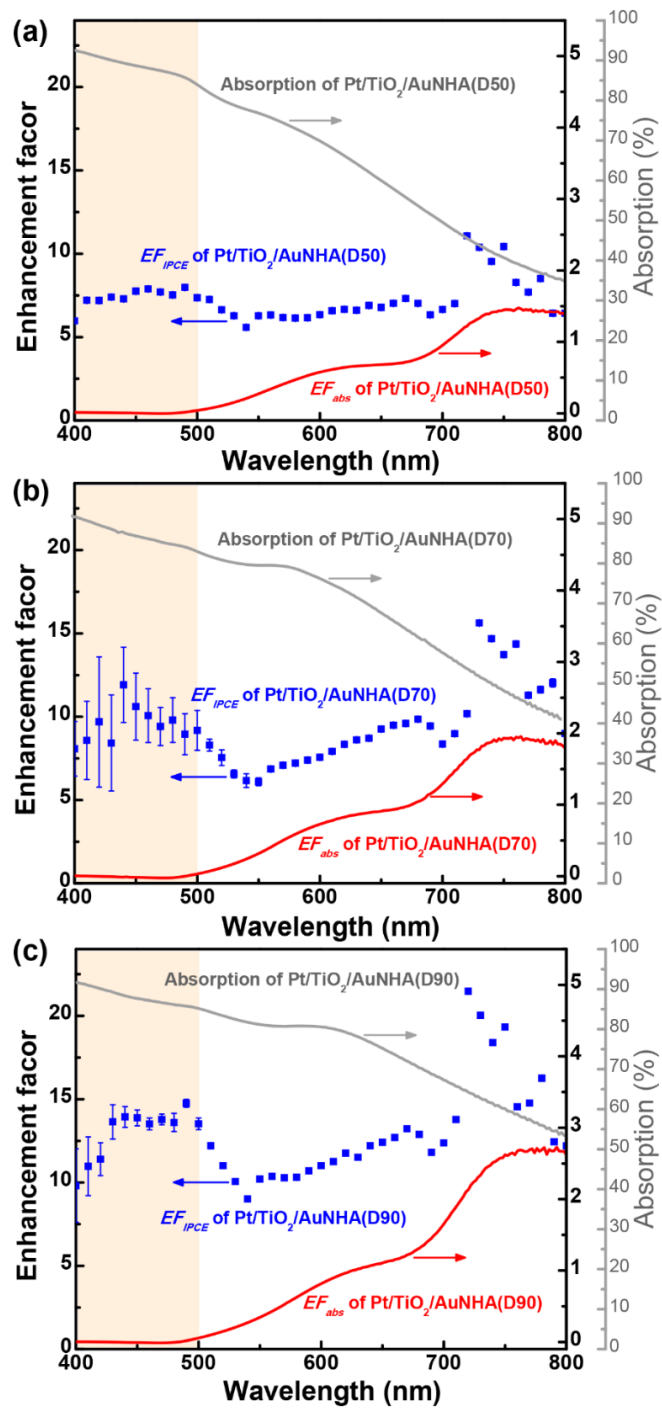 (a)
Enhancement facor
0
5
10
15
20
Absorption of Pt/TiO2/AuNHA(D50)
EFIPCE of Pt/TiO2/AuNHA(D50)
EFabs of Pt/TiO2/AuNHA(D50)
5
4
3
2
1
0
100
90
80
70
60
50
40
30
20
10
0
Absorption (%)
400 500 600 700 800
Wavelength (nm)
(b)
Enhancement facor
20
15
10
5
0
Absorption of Pt/TiO2/AuNHA(D70)
EFIPCE of Pt/TiO2/AuNHA(D70)
EFabs of Pt/TiO2/AuNHA(D70)
5
4
3
2
1
0
100
90
80
70
60
50
40
30
20
10
0
Absorption (%)
400 500 600 700 800
Wavelength (nm)
(c)
Enhancement facor
20
15
10
5
0
Absorption of Pt/TiO2/AuNHA(D90)
EFIPCE of Pt/TiO2/AuNHA(D90)
EFabs of Pt/TiO2/AuNHA(D90)
5
4
3
2
1
0
100
90
80
70
60
50
40
30
20
10
0
Absorption (%)
400 500 600 700 800
Wavelength (nm)